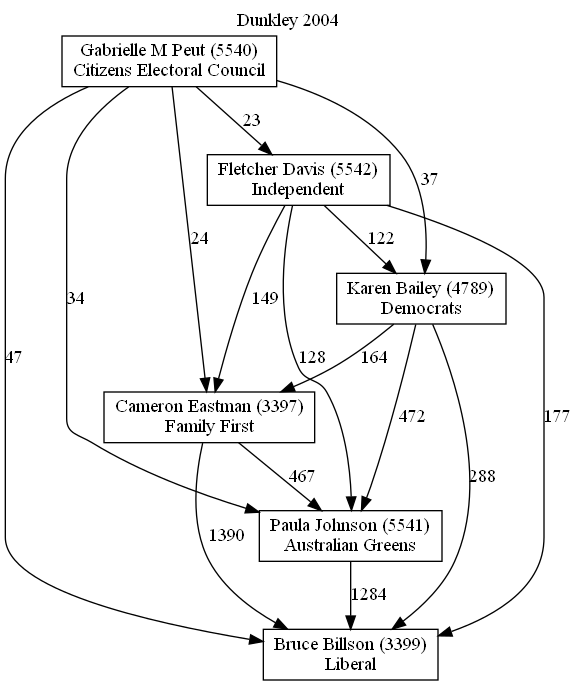 Dunkley 2004
Gabrielle M Peut (5540)
Citizens Electoral Council
23
Fletcher Davis (5542)
Independent
37
24
122
34
149
Karen Bailey (4789)
Democrats
47
128
164
177
Cameron Eastman (3397)
Family First
472
467
288
1390
Paula Johnson (5541)
Australian Greens
1284
Bruce Billson (3399)
Liberal